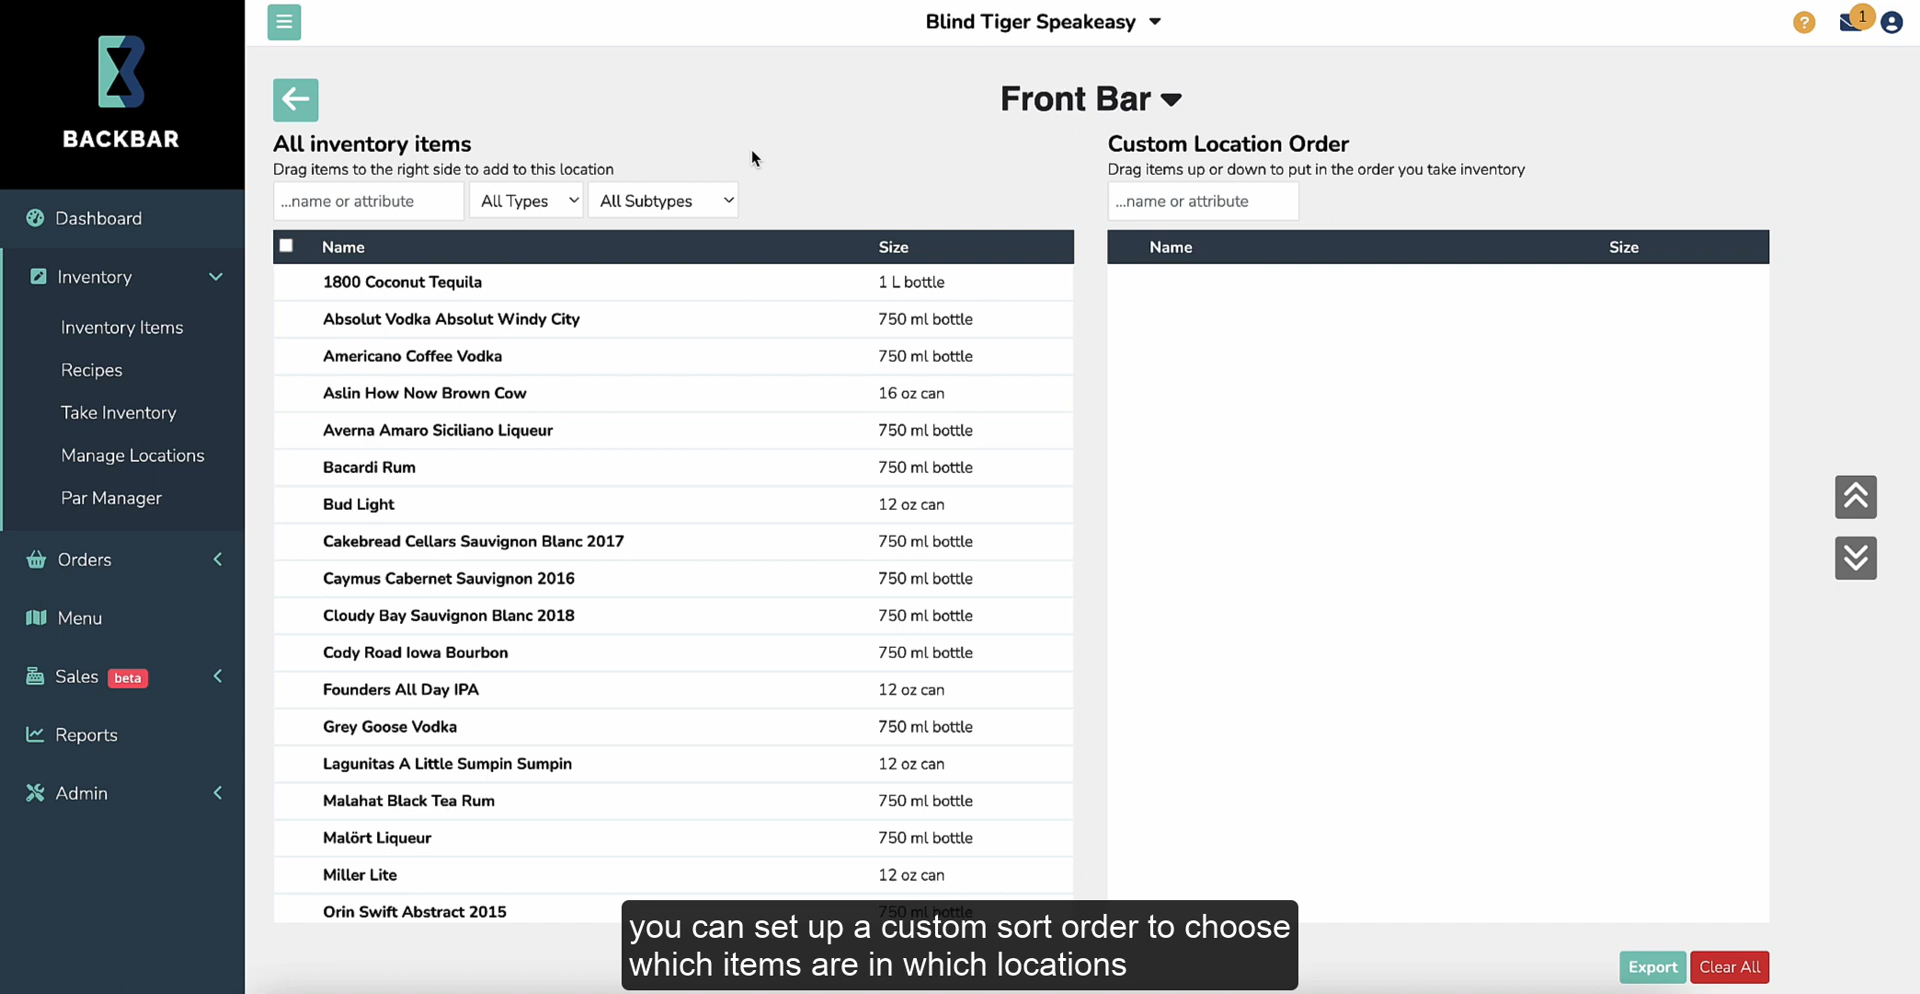 BACKBAR
Dashboard
Inventory
Inventory Items
Recipes
Take Inventory
Manage Locations
Par Manager
Orders
Menu
Sales beta
Reports
Admin
Blind Tiger Speakeasy
?
1
Front Bar
All inventory items
Drag items to the right side to add to this location
...name or attribute All Types All Subtypes
Name Size
1800 Coconut Tequila 1 L bottle
Absolut Vodka Absolut Windy City 750 ml bottle
Americano Coffee Vodka 750 ml bottle
Aslin How Now Brown Cow 16 oz can
Averna Amaro Siciliano Liqueur 750 ml bottle
Bacardi Rum 750 ml bottle
Bud Light 12 oz can
Cakebread Cellars Sauvignon Blanc 2017 750 ml bottle
Caymus Cabernet Sauvignon 2016 750 ml bottle
Cloudy Bay Sauvignon Blanc 2018 750 ml bottle
Cody Road Iowa Bourbon 750 ml bottle
Founders All Day IPA 12 oz can
Grey Goose Vodka 750 ml bottle
Lagunitas A Little Sumpin Sumpin 12 oz can
Malahat Black Tea Rum 750 ml bottle
Malört Liqueur 750 ml bottle
Miller Lite 12 oz can
Orin Swift Abstract 2015 750 ml bottle
Custom Location Order
Drag items up or down to put in the order you take inventory
...name or attribute
Name Size
Export Clear All
you can set up a custom sort order to choose
which items are in which locations